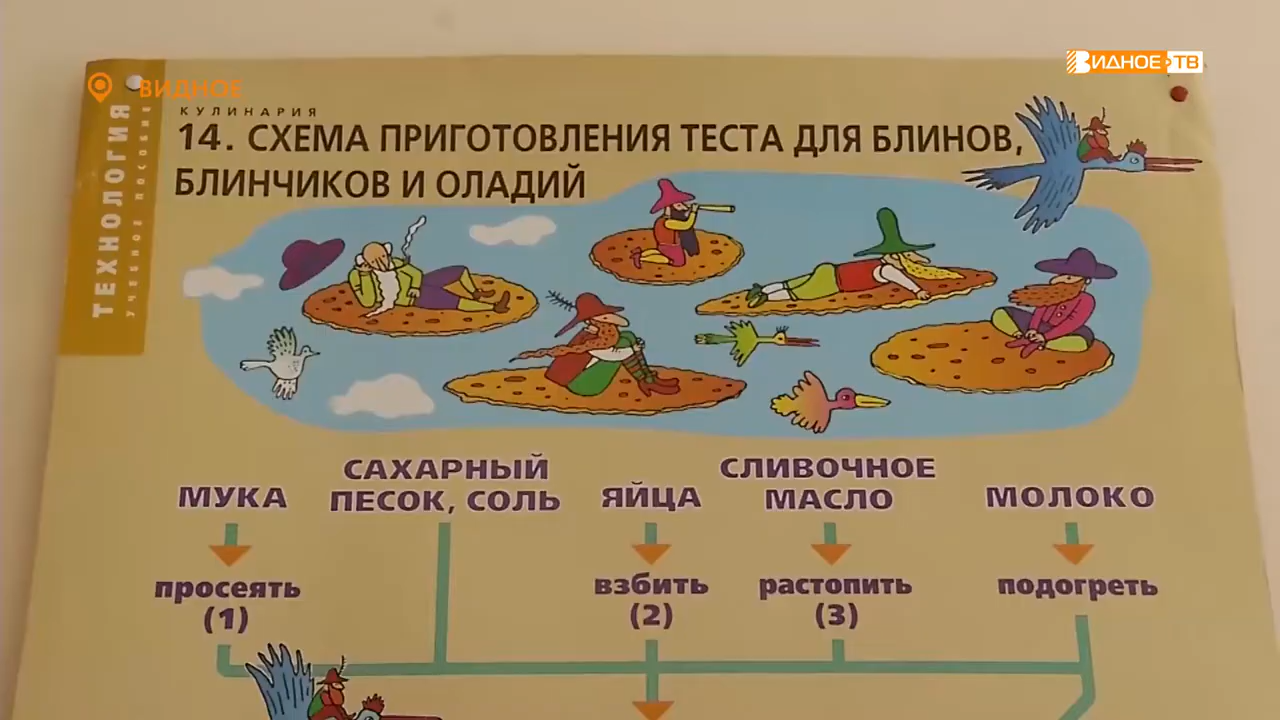 ВИДНОЕ
ВИДНОЕ ТВ
ТЕХНОЛОГИЯ
УЧЕБНОЕ ПОСОБИЕ
КУЛИНАРИЯ
14. СХЕМА ПРИГОТОВЛЕНИЯ ТЕСТА ДЛЯ БЛИНОВ,
БЛИНЧИКОВ И ОЛАДИЙ
МУКА
САХАРНЫЙ
ПЕСОК, СОЛЬ
ЯЙЦА
СЛИВОЧНОЕ
МАСЛО
МОЛОКО
просеять
(1)
взбить
(2)
растопить
(3)
подогреть